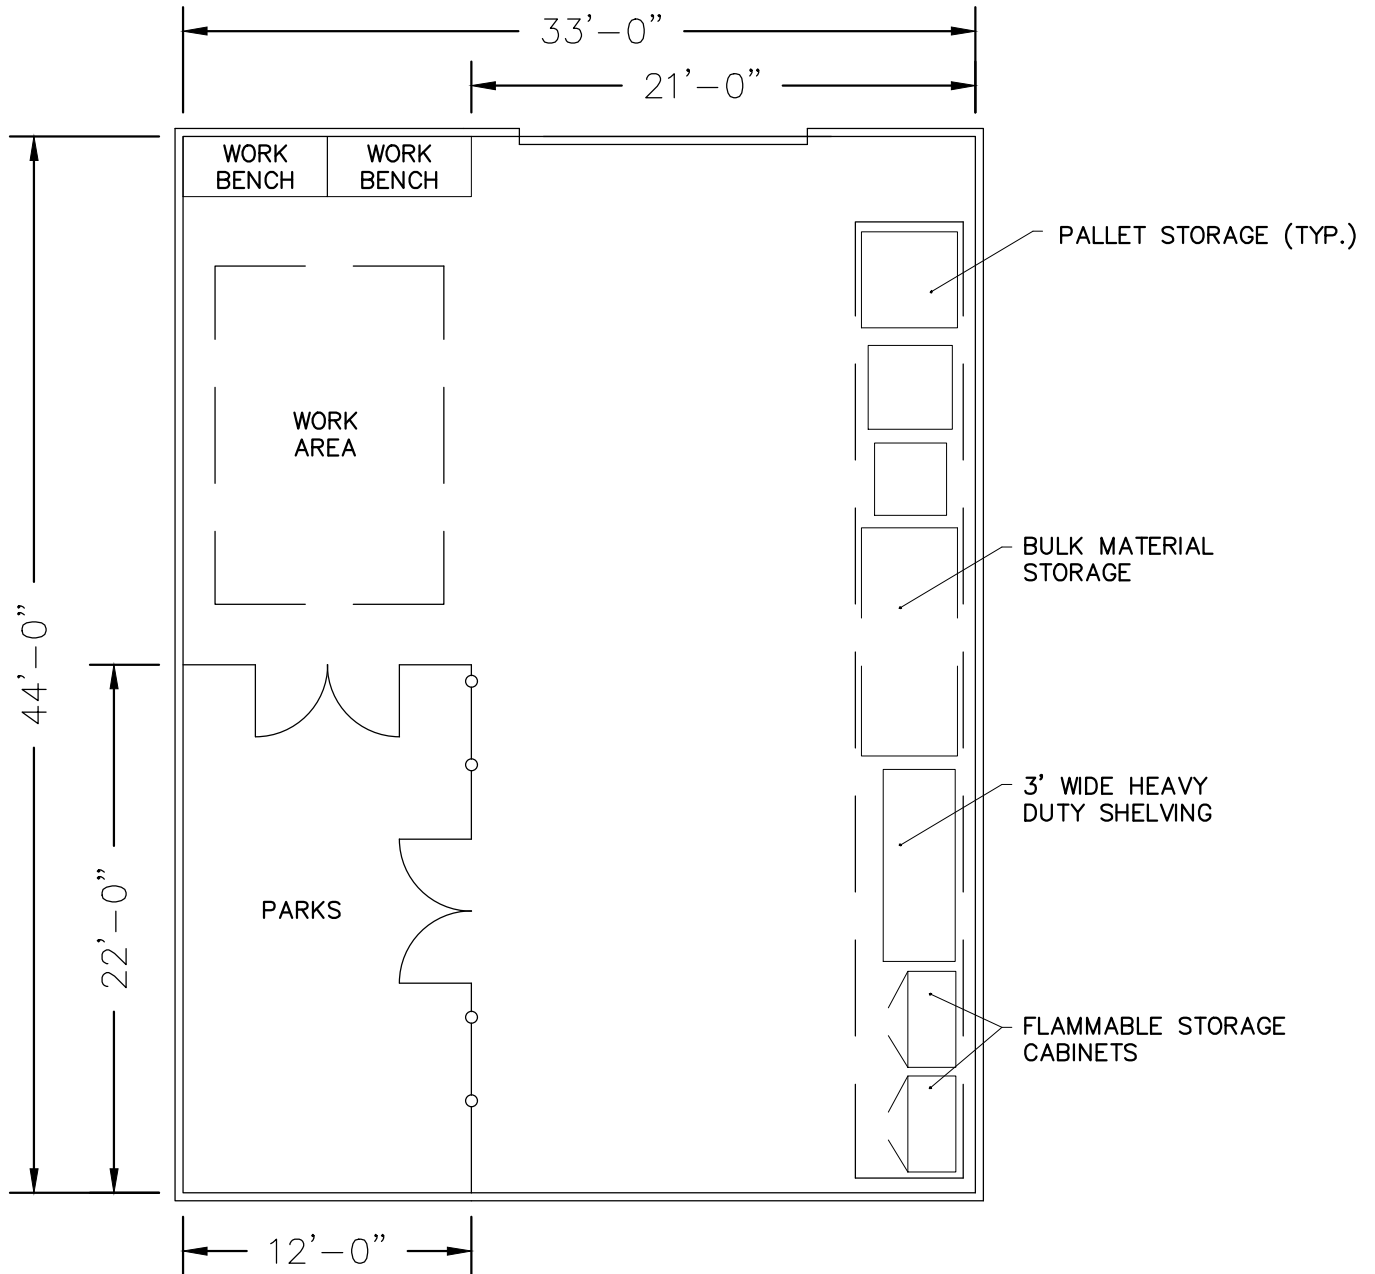 33'-0"
21'-0"
WORK
BENCH
WORK
BENCH
PALLET STORAGE (TYP.)
WORK
AREA
BULK MATERIAL
STORAGE
44'-0"
3' WIDE HEAVY
DUTY SHELVING
22'-0"
PARKS
FLAMMABLE STORAGE
CABINETS
12'-0"